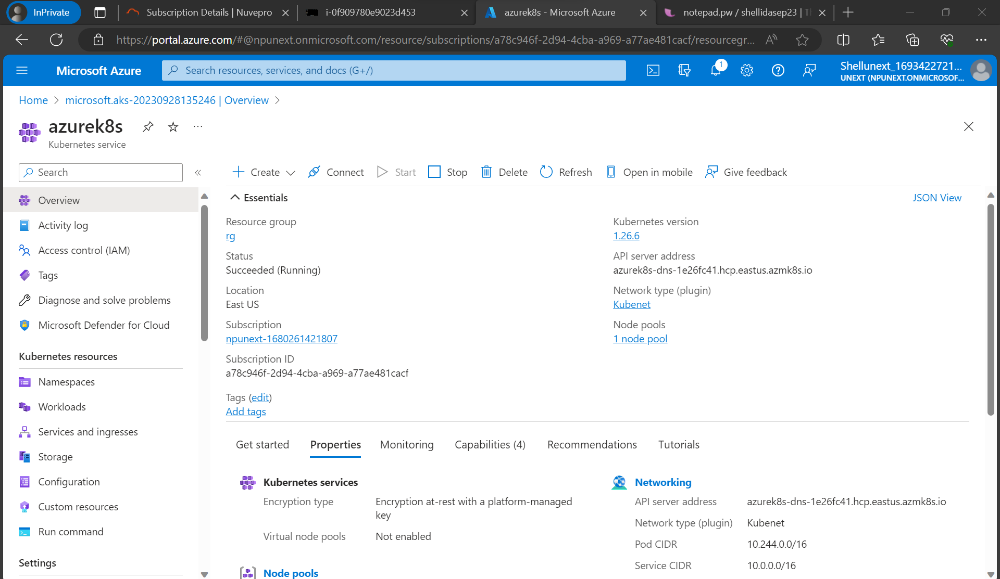 InPrivate
Subscription Details | Nuvepro
i-0f909780e9023d453
azurek8s - Microsoft Azure
notepad.pw / shellidasep23 | Th
https://portal.azure.com/#@npunext.onmicrosoft.com/resource/subscriptions/a78c946f-2d94-4cba-a969-a77ae481cacf/resourcegr...
Microsoft Azure
Search resources, services, and docs (G+/)
1
Shellunext_1693422721...
UNEXT (NPUNEXT.ONMICROSOF...
Home > microsoft.aks-20230928135246 | Overview >
azurek8s
Kubernetes service
Search
Overview
Activity log
Access control (IAM)
Tags
Diagnose and solve problems
Microsoft Defender for Cloud
Kubernetes resources
Namespaces
Workloads
Services and ingresses
Storage
Configuration
Custom resources
Run command
Settings
Create
Connect
Start
Stop
Delete
Refresh
Open in mobile
Give feedback
Essentials
JSON View
Resource group
rg
Status
Succeeded (Running)
Location
East US
Subscription
npunext-1680261421807
Subscription ID
a78c946f-2d94-4cba-a969-a77ae481cacf
Tags (edit)
Add tags
Kubernetes version
1.26.6
API server address
azurek8s-dns-1e26fc41.hcp.eastus.azmk8s.io
Network type (plugin)
Kubenet
Node pools
1 node pool
Get started
Properties
Monitoring
Capabilities (4)
Recommendations
Tutorials
Kubernetes services
Encryption type
Encryption at-rest with a platform-managed
key
Virtual node pools
Not enabled
Node pools
Networking
API server address
azurek8s-dns-1e26fc41.hcp.eastus.azmk8s.io
Network type (plugin)
Kubenet
Pod CIDR
10.244.0.0/16
Service CIDR
10.0.0.0/16